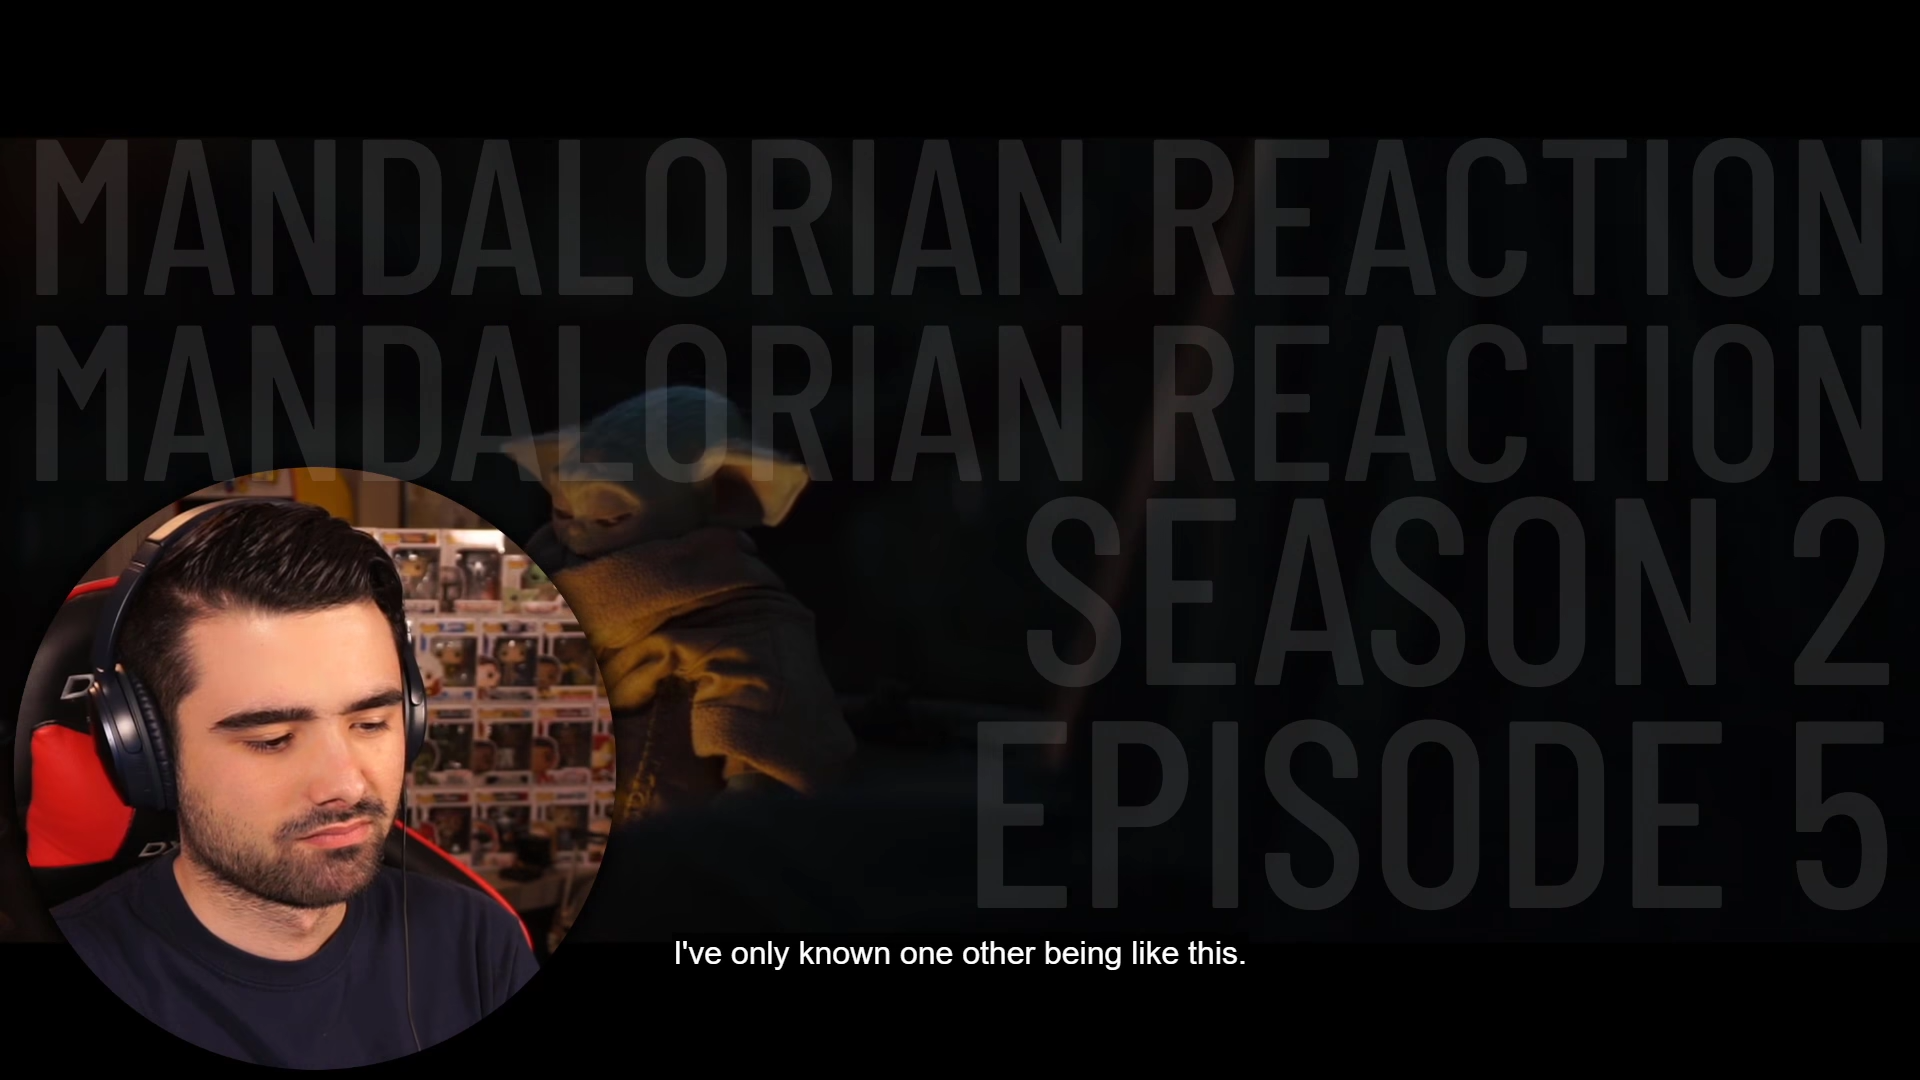 MANDALORIAN REACTION
MANDALORIAN REACTION
SEASON 2
EPISODE 5
I've only known one other being like this.